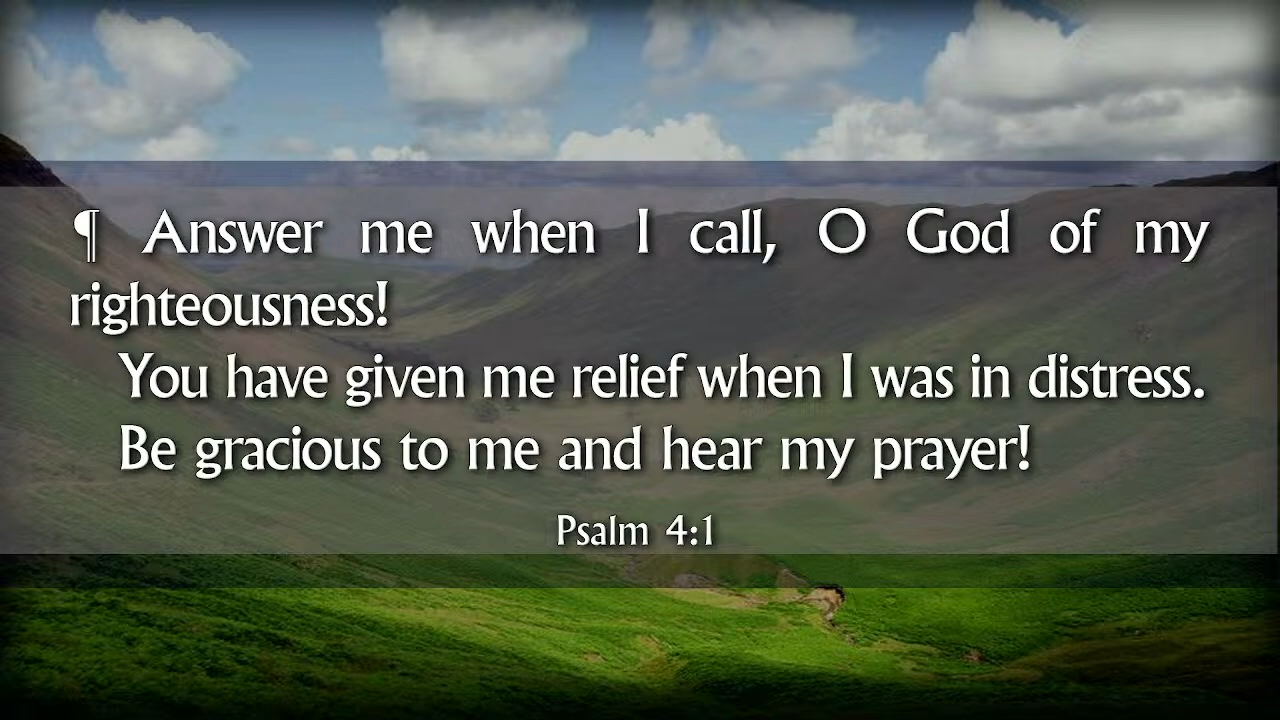 ¶ Answer me when I call, O God of my
righteousness!
You have given me relief when I was in distress.
Be gracious to me and hear my prayer!
Psalm 4:1